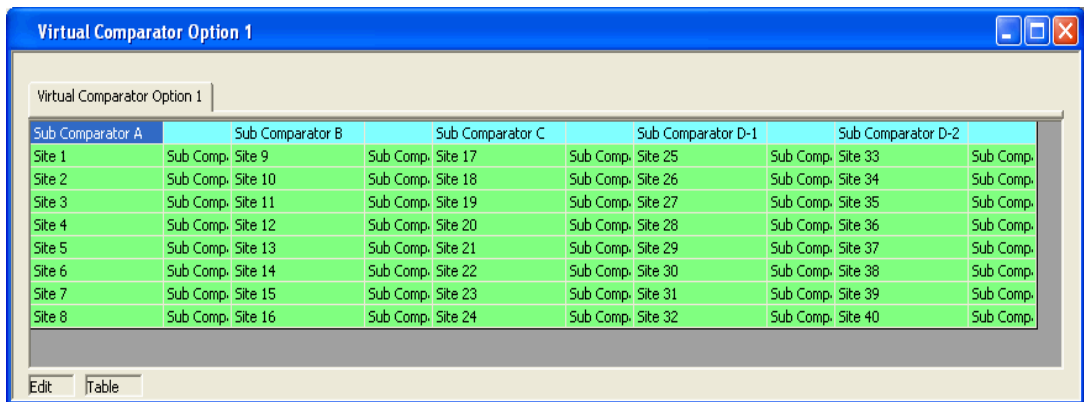 Virtual Comparator Option 1
Virtual Comparator Option 1
Sub Comparator A Sub Comparator B Sub Comparator C Sub Comparator D-1 Sub Comparator D-2
Site 1 Sub Comp. Site 9 Sub Comp. Site 17 Sub Comp. Site 25 Sub Comp. Site 33 Sub Comp.
Site 2 Sub Comp. Site 10 Sub Comp. Site 18 Sub Comp. Site 26 Sub Comp. Site 34 Sub Comp.
Site 3 Sub Comp. Site 11 Sub Comp. Site 19 Sub Comp. Site 27 Sub Comp. Site 35 Sub Comp.
Site 4 Sub Comp. Site 12 Sub Comp. Site 20 Sub Comp. Site 28 Sub Comp. Site 36 Sub Comp.
Site 5 Sub Comp. Site 13 Sub Comp. Site 21 Sub Comp. Site 29 Sub Comp. Site 37 Sub Comp.
Site 6 Sub Comp. Site 14 Sub Comp. Site 22 Sub Comp. Site 30 Sub Comp. Site 38 Sub Comp.
Site 7 Sub Comp. Site 15 Sub Comp. Site 23 Sub Comp. Site 31 Sub Comp. Site 39 Sub Comp.
Site 8 Sub Comp. Site 16 Sub Comp. Site 24 Sub Comp. Site 32 Sub Comp. Site 40 Sub Comp.
Edit Table